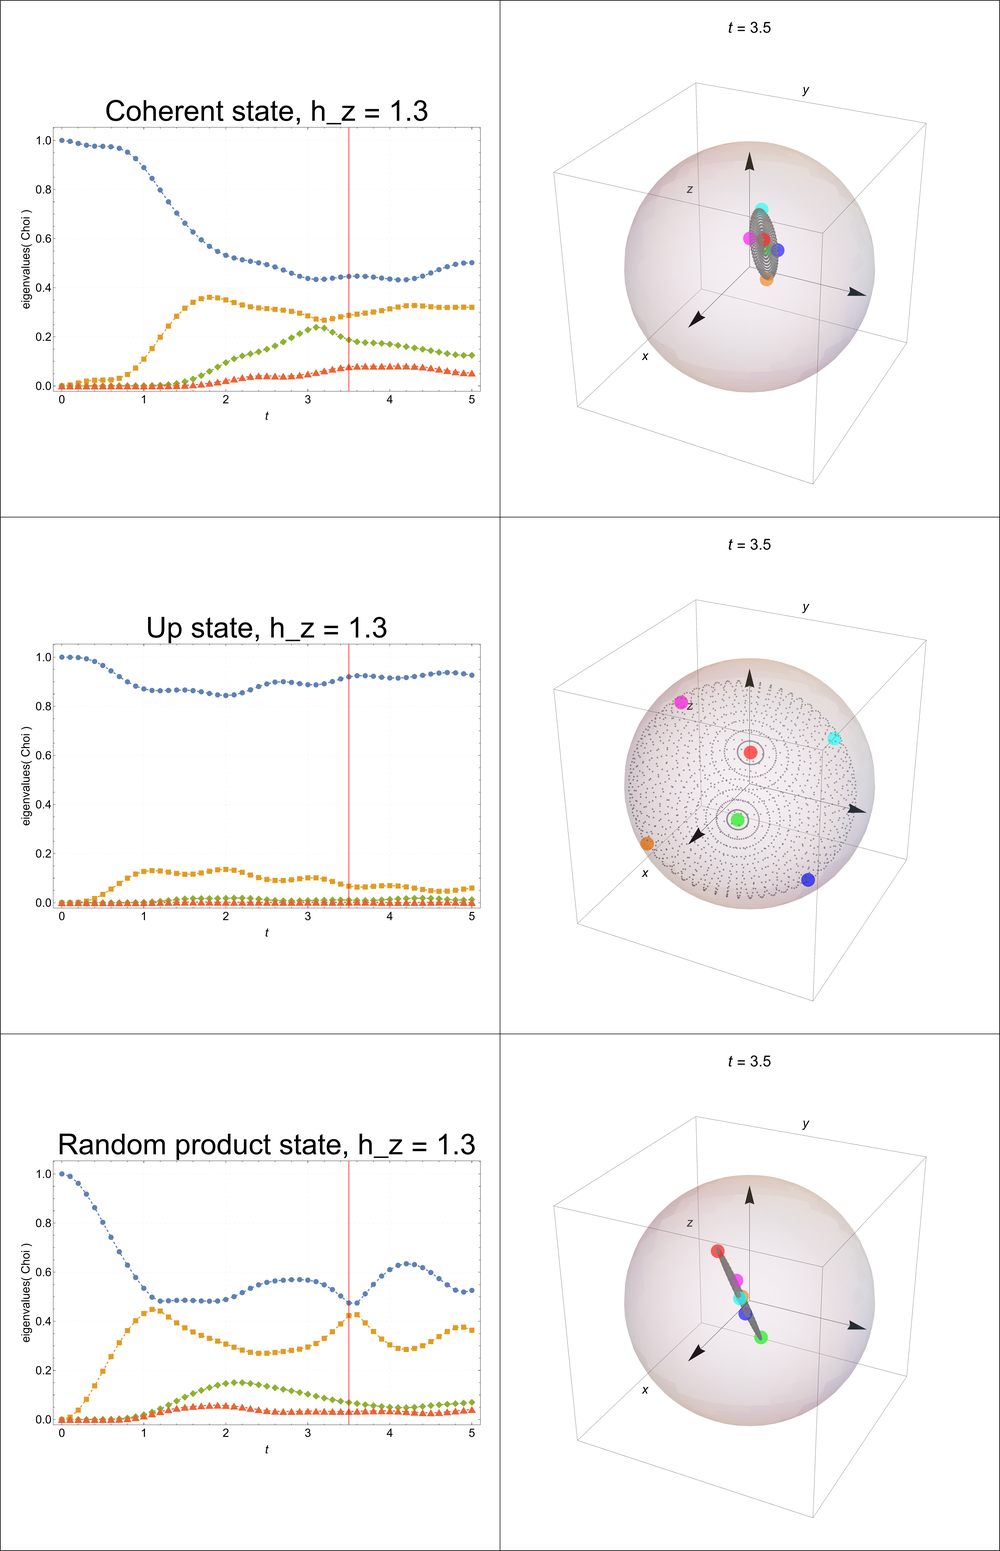 Coherent state, h_z = 1.3
eigenvalues( Choi )
1.0
0.8
0.6
0.4
0.2
0.0
0 1 2 3 4 5
t
t = 3.5
y
z
x
Up state, h_z = 1.3
eigenvalues( Choi )
1.0
0.8
0.6
0.4
0.2
0.0
0 1 2 3 4 5
t
t = 3.5
y
z
x
Random product state, h_z = 1.3
eigenvalues( Choi )
1.0
0.8
0.6
0.4
0.2
0.0
0 1 2 3 4 5
t
t = 3.5
y
z
x